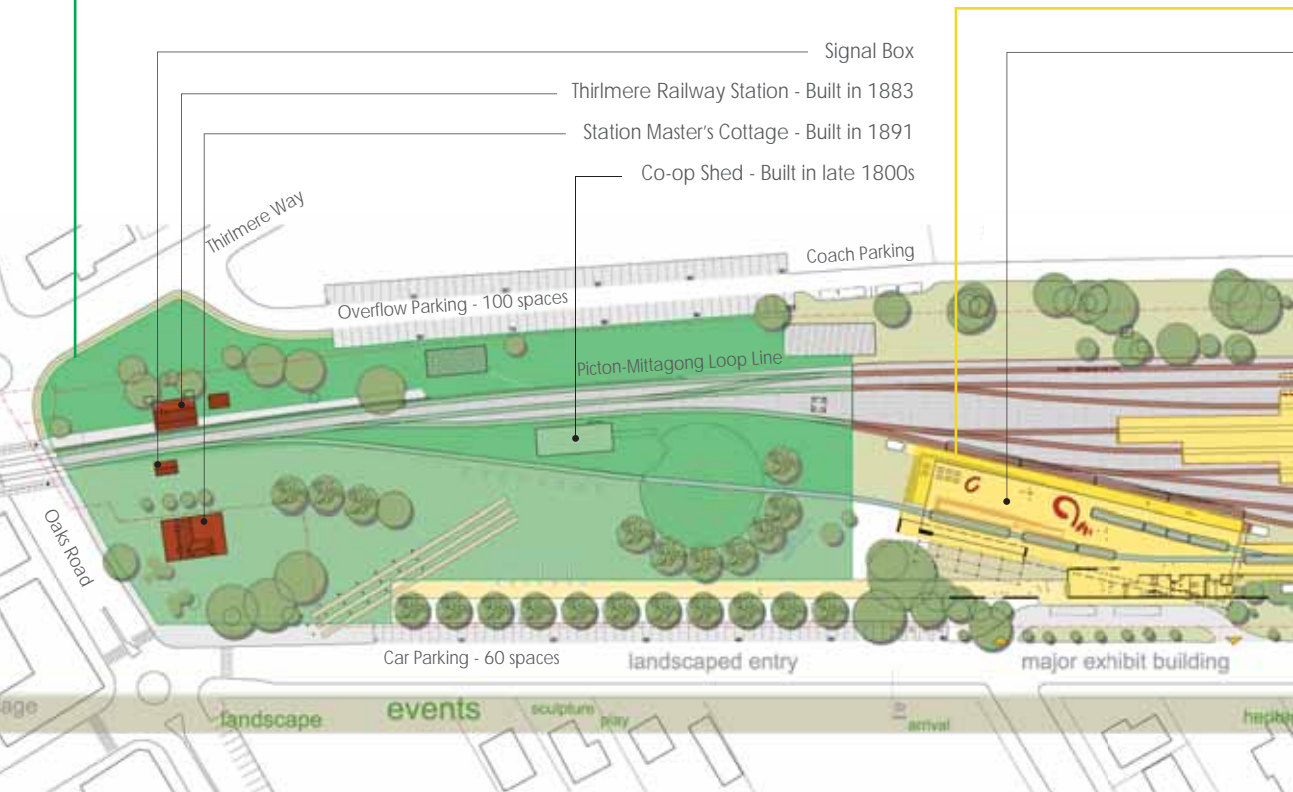 Signal Box
Thirlmere Railway Station - Built in 1883
Station Master's Cottage - Built in 1891
Co-op Shed - Built in late 1800s
Thirlmere Way
Coach Parking
Overflow Parking - 100 spaces
Picton-Mittagong Loop Line
Oaks Road
Car Parking - 60 spaces
landscaped entry
major exhibit building
age
landscape
events
sculpture
play
arrival